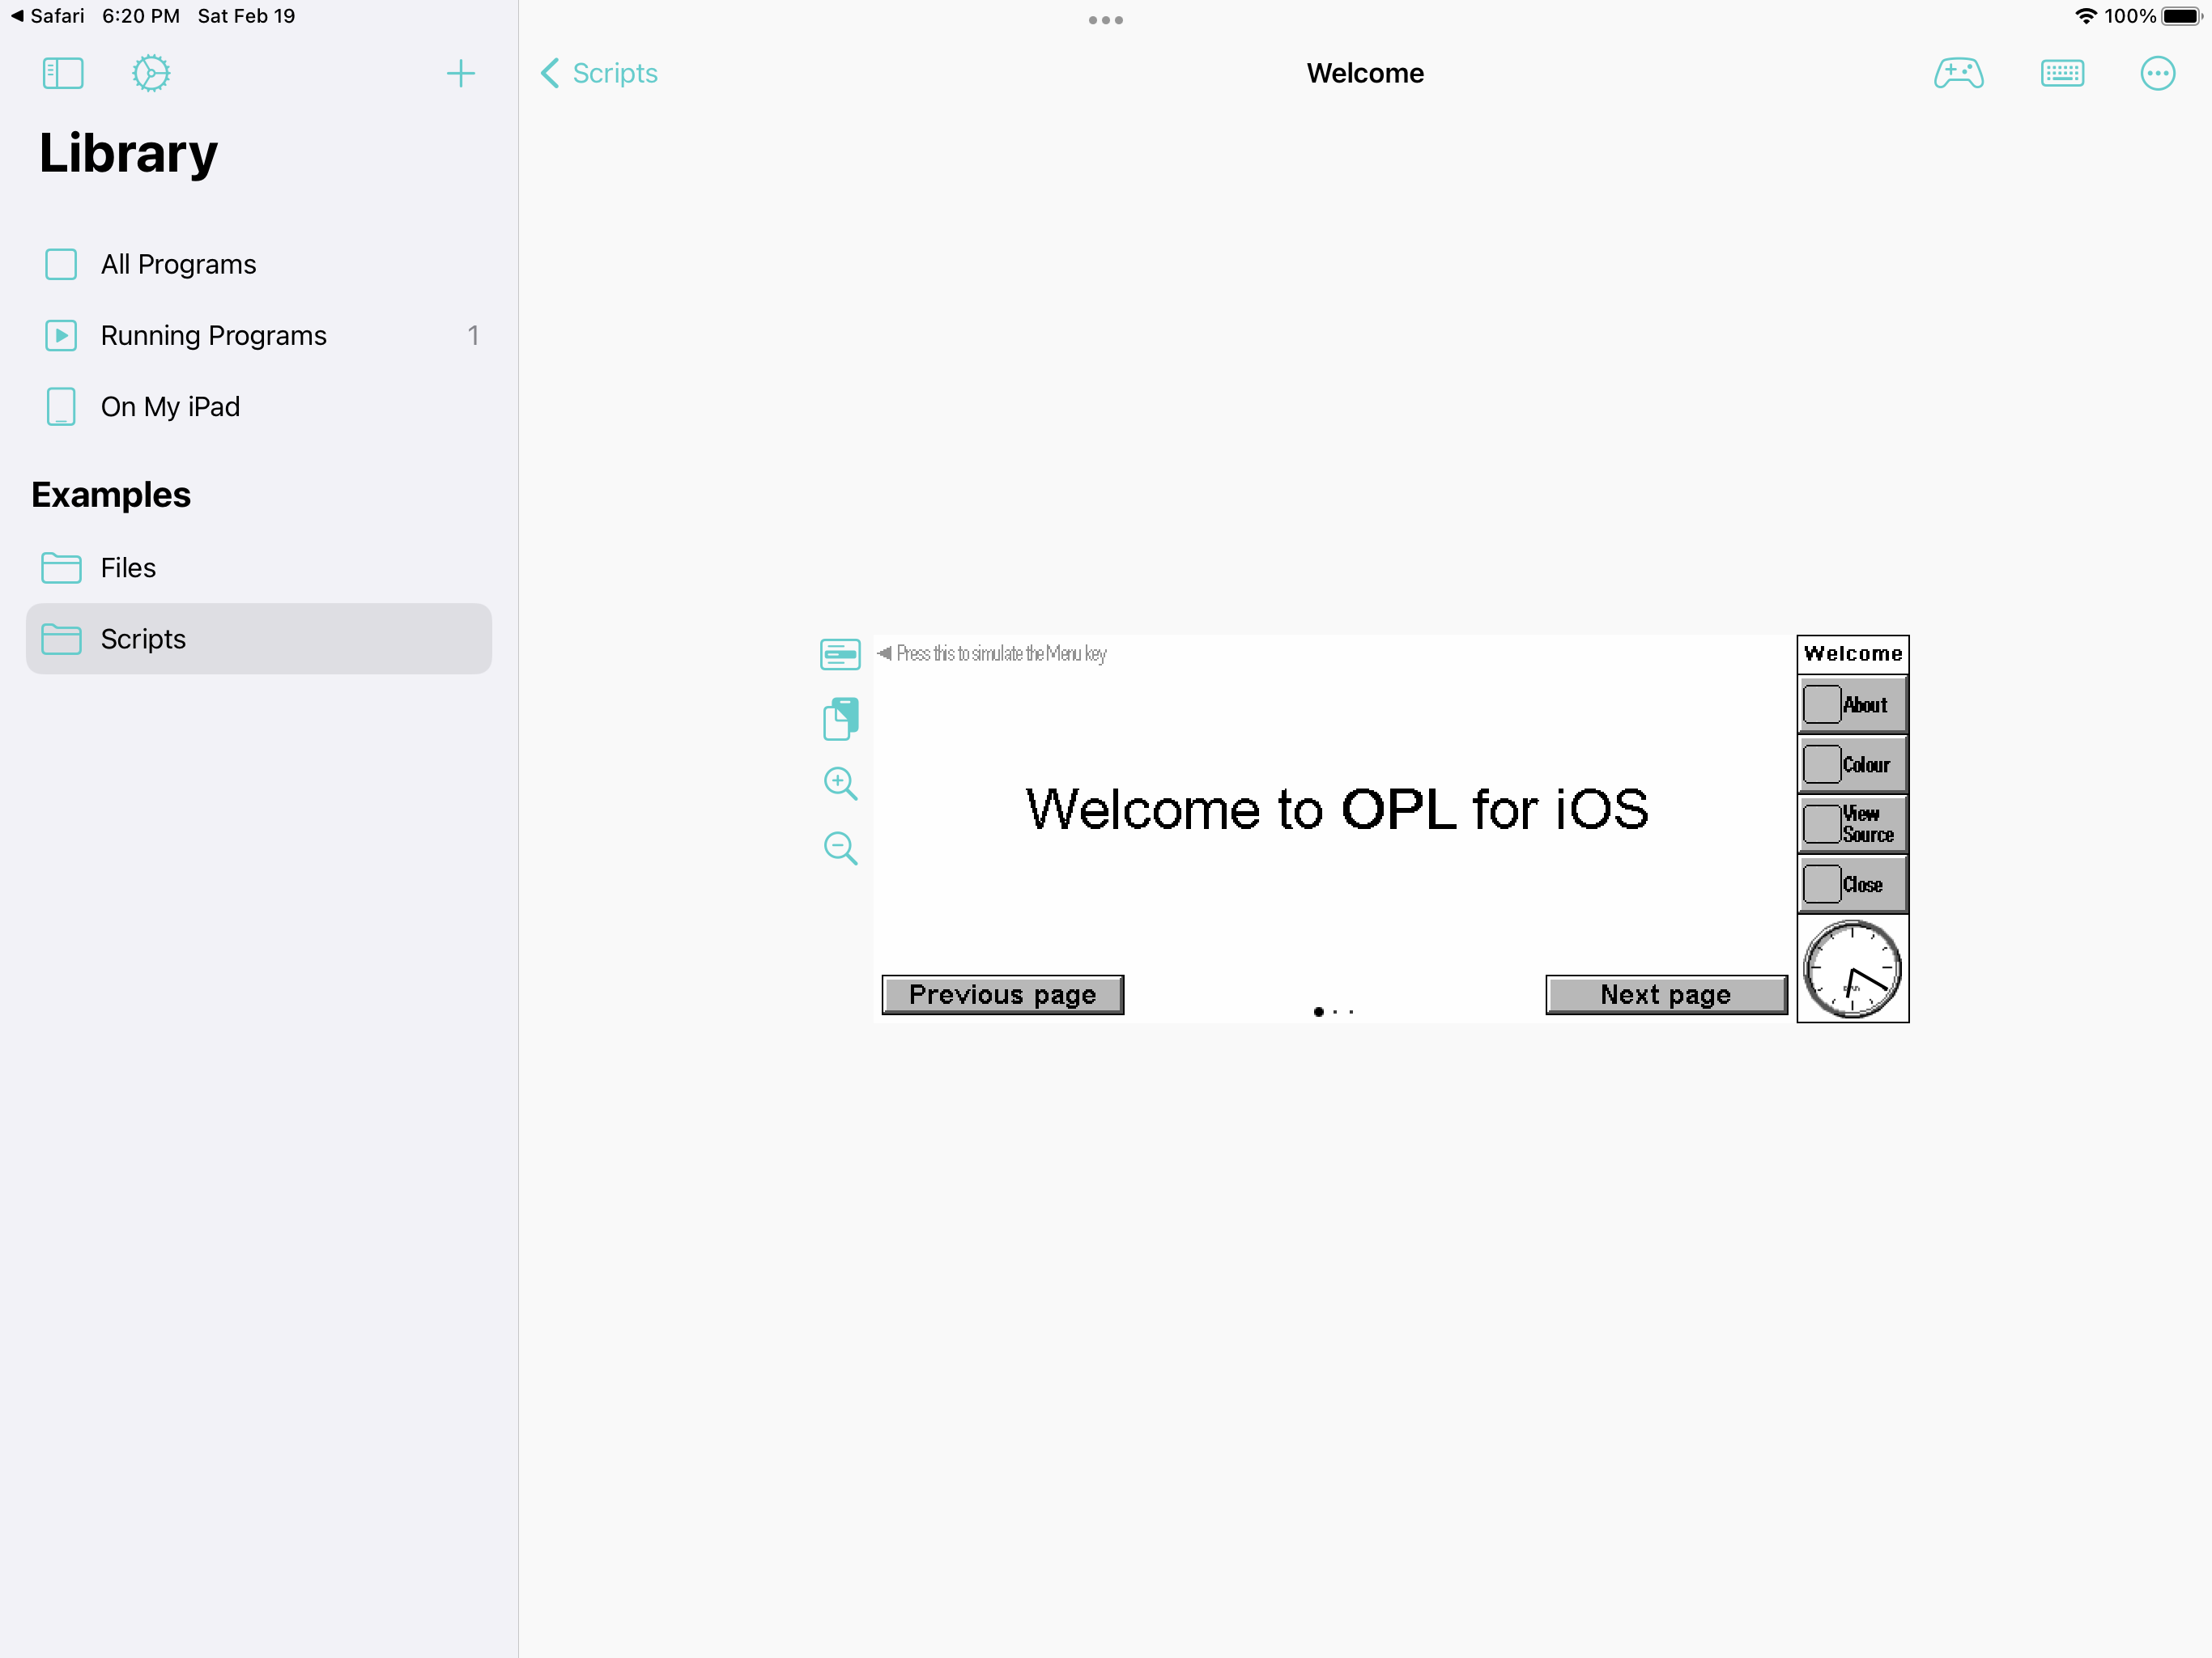 Safari 6:20 PM Sat Feb 19
100%
Library
All Programs
Running Programs 1
On My iPad
Examples
Files
Scripts
Scripts
Welcome
Press this to simulate the Menu key
Welcome to OPL for iOS
Previous page
Next page
Welcome
About
Colour
View
Source
Close